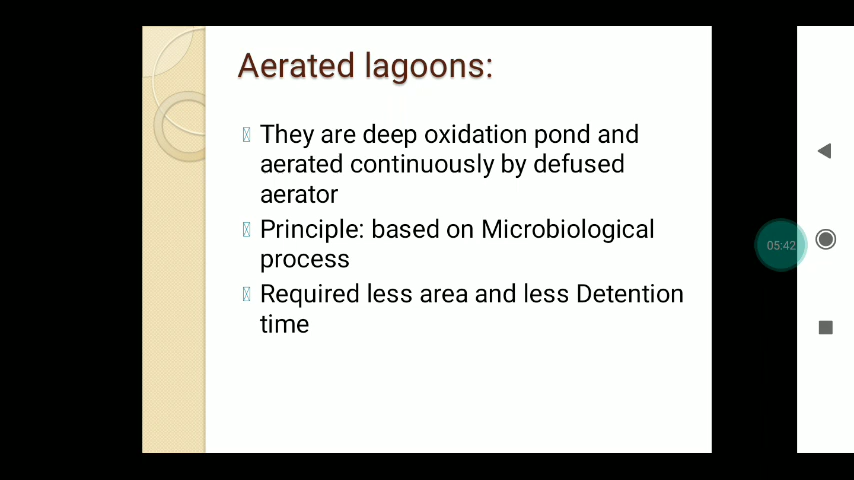 Aerated lagoons:
They are deep oxidation pond and
aerated continuously by defused
aerator
Principle: based on Microbiological
process
Required less area and less Detention
time
05:42